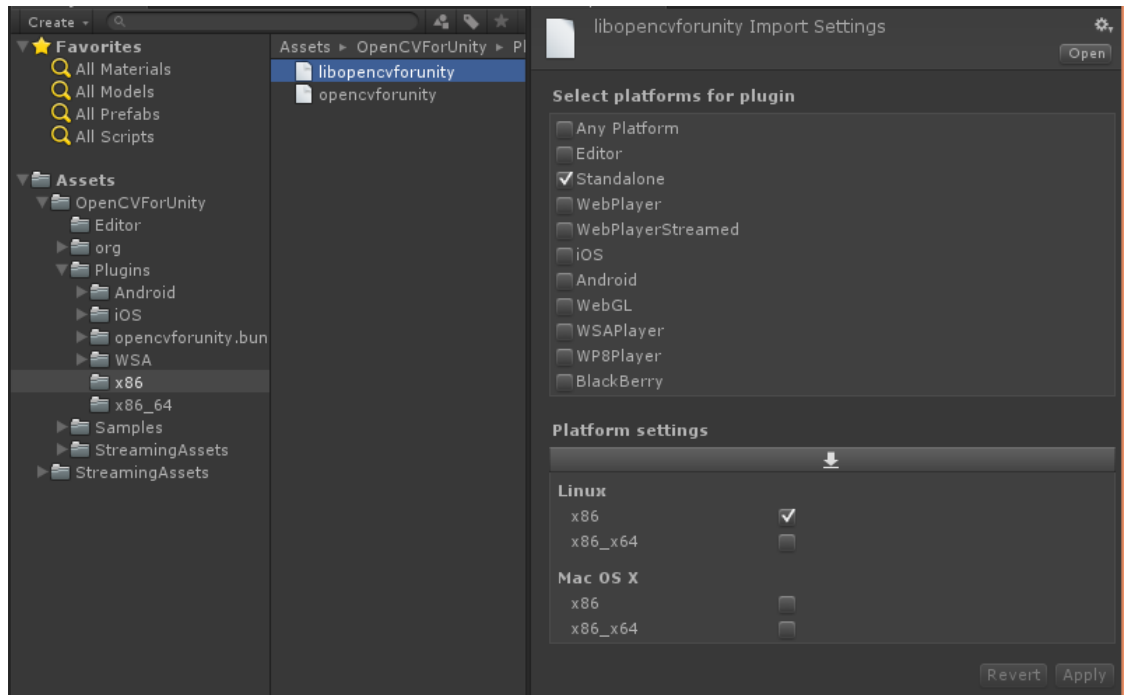 Create
Favorites
All Materials
All Models
All Prefabs
All Scripts
Assets
OpenCVForUnity
Editor
org
Plugins
Android
iOS
opencvforunity.bun
WSA
x86
x86_64
Samples
StreamingAssets
StreamingAssets
Assets ▸ OpenCVForUnity ▸ Pl
libopencvforunity
opencvforunity
libopencvforunity Import Settings
Open
Select platforms for plugin
Any Platform
Editor
Standalone
WebPlayer
WebPlayerStreamed
iOS
Android
WebGL
WSAPlayer
WP8Player
BlackBerry
Platform settings
Linux
x86
x86_x64
Mac OS X
x86
x86_x64
Revert Apply